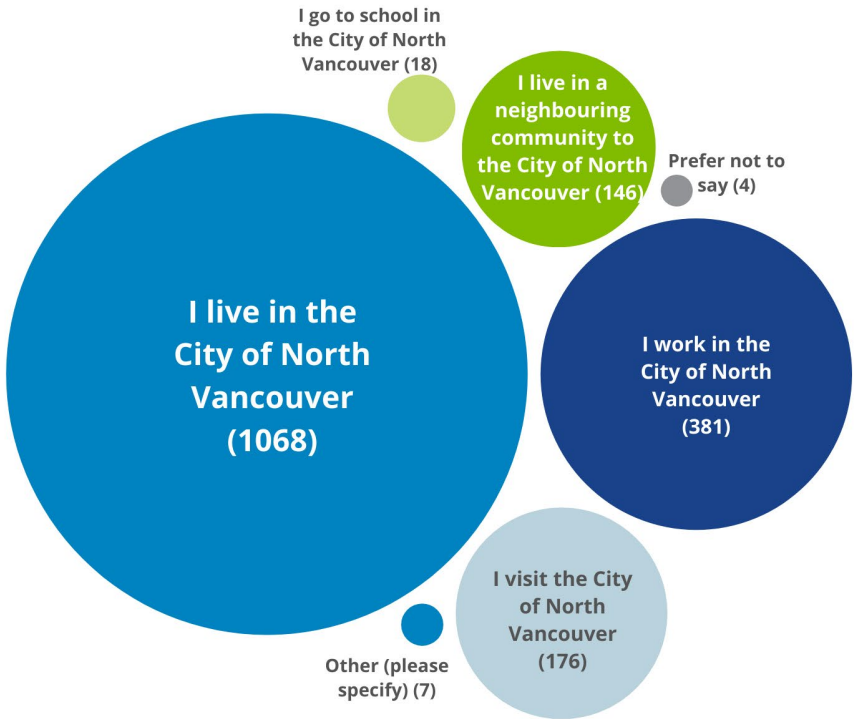 I go to school in
the City of North
Vancouver (18)
I live in a
neighbouring
community to
the City of North
Vancouver (146)
Prefer not to
say (4)
I live in the
City of North
Vancouver
(1068)
I work in the
City of North
Vancouver
(381)
I visit the City
of North
Vancouver
(176)
Other (please
specify) (7)